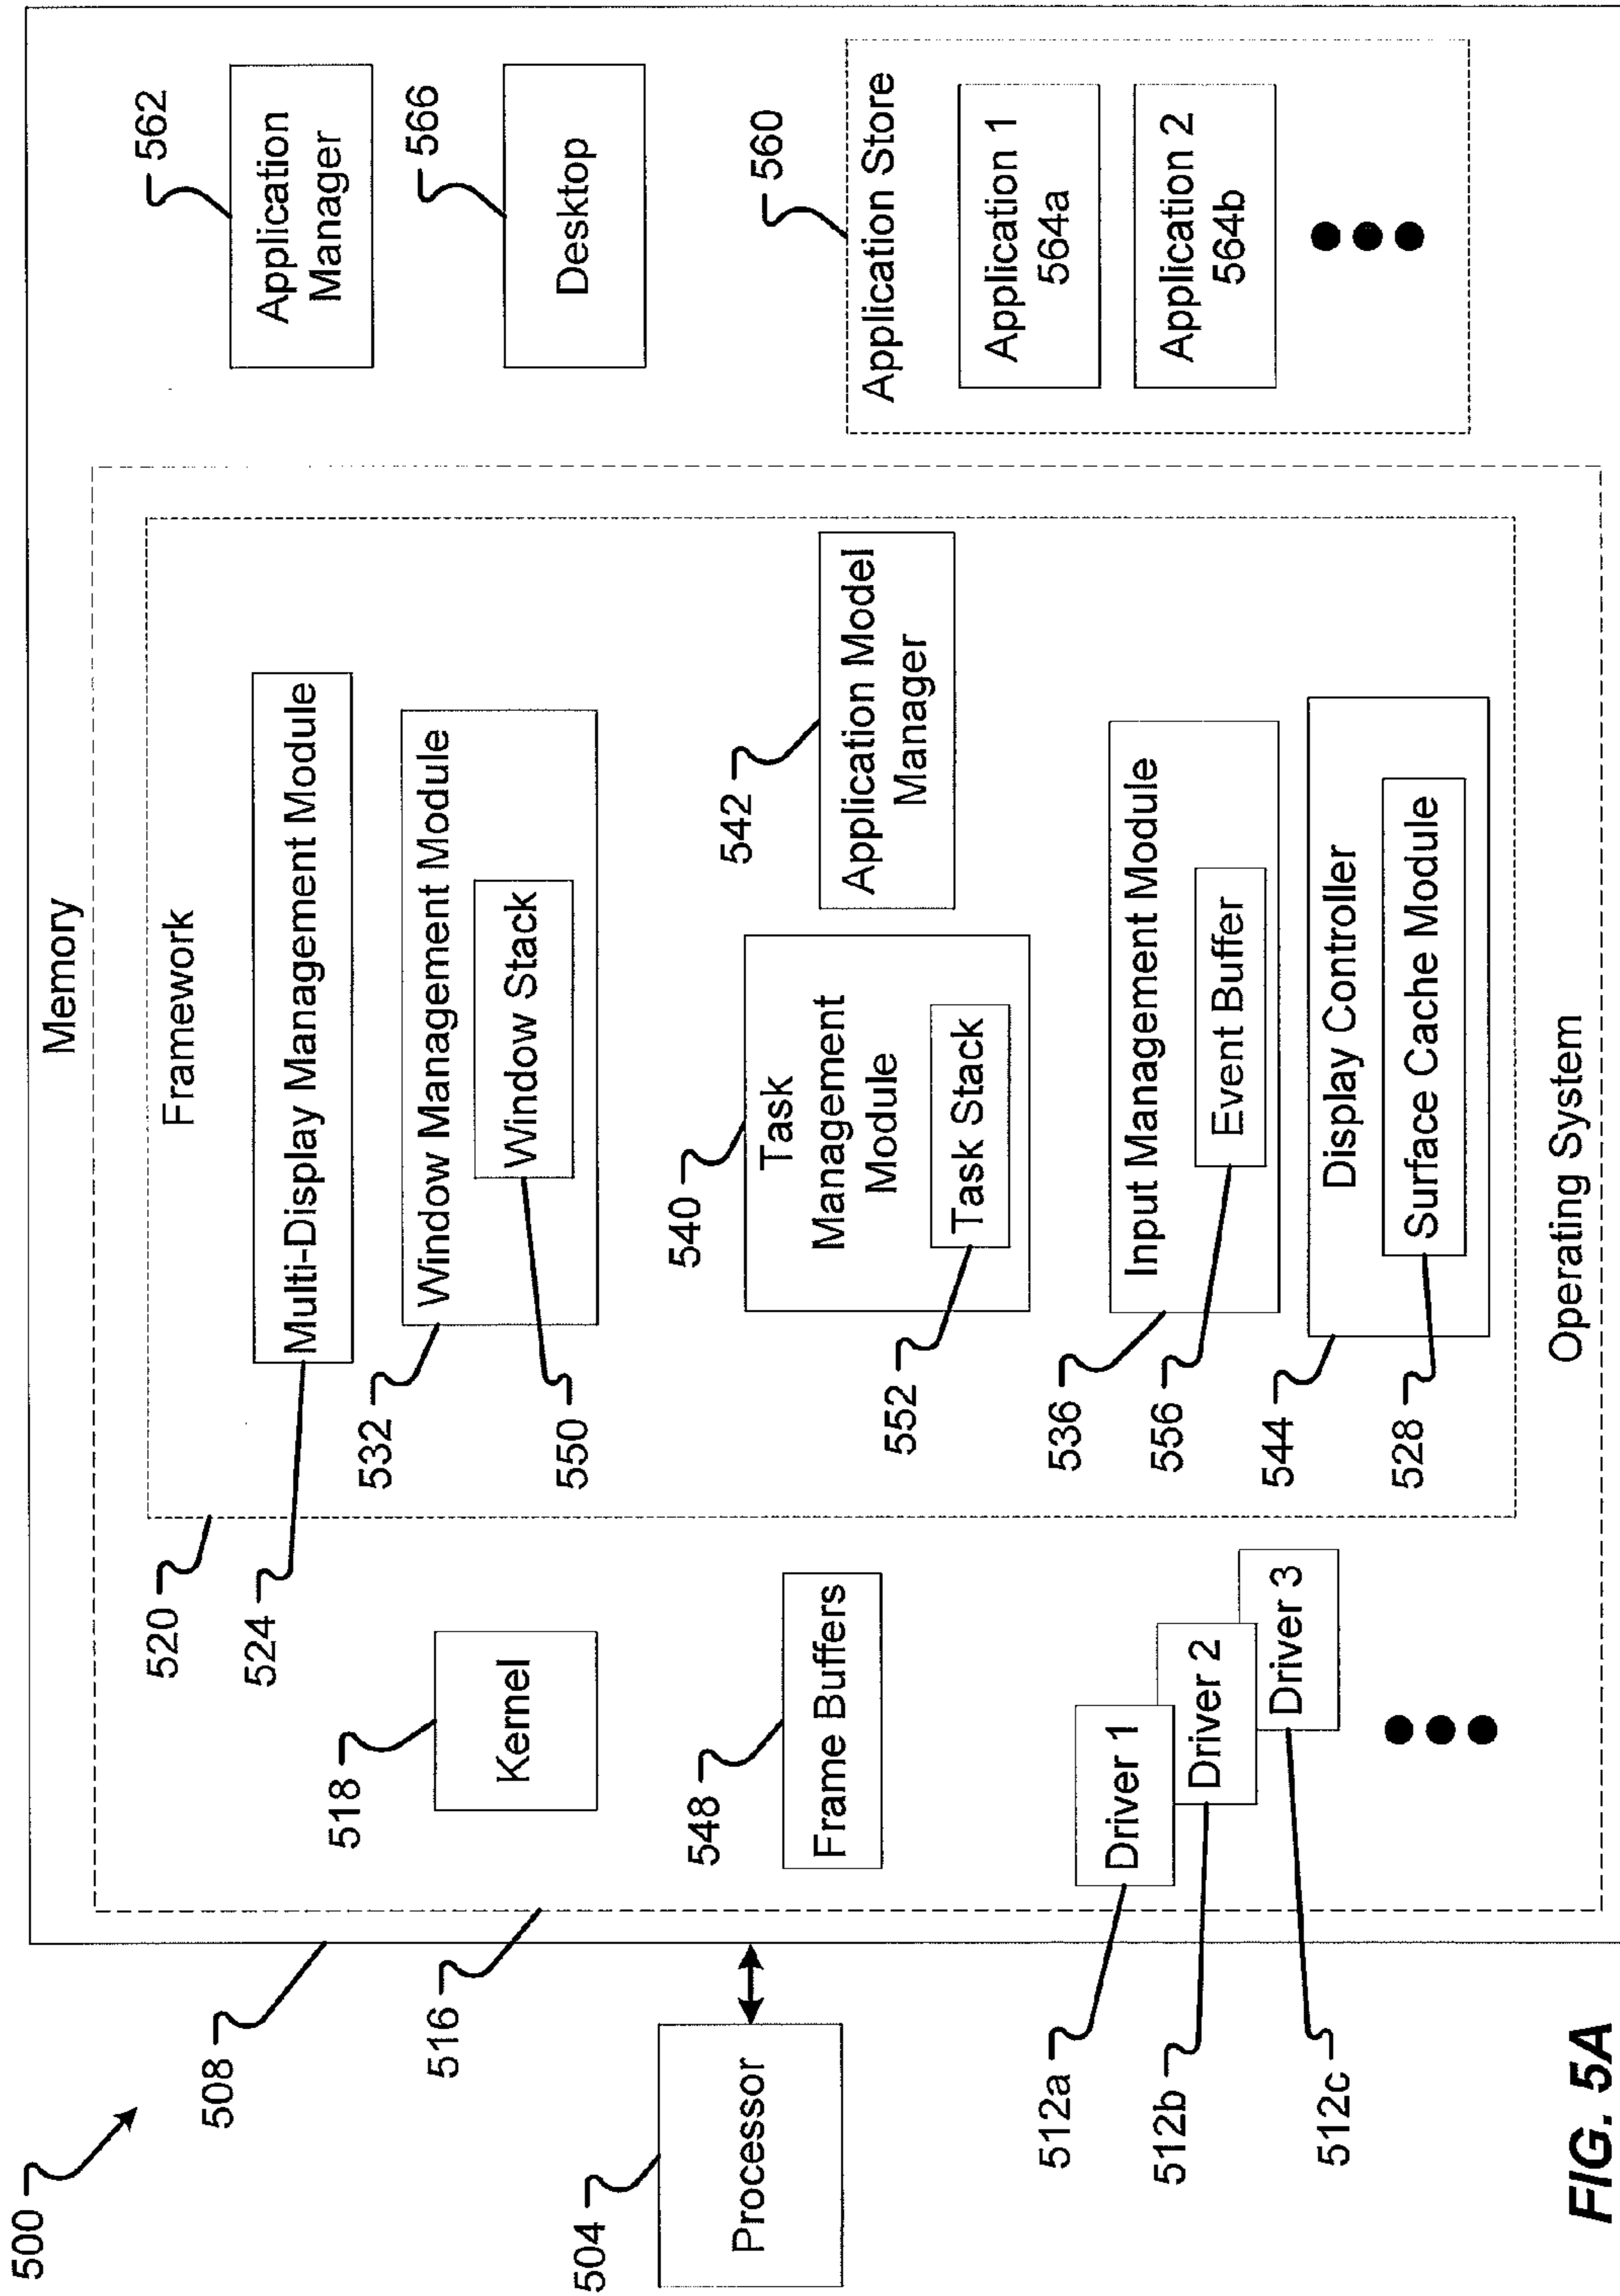 500
508
Memory
516
Operating System
520
Framework
524
Multi-Display Management Module
532
Window Management Module
550
Window Stack
518
Kernel
548
Frame Buffers
540
Task
Management
Module
552
Task Stack
542
Application Model
Manager
536
Input Management Module
556
Event Buffer
544
Display Controller
528
Surface Cache Module
504
Processor
512a
Driver 1
512b
Driver 2
512c
Driver 3
562
Application
Manager
566
Desktop
560
Application Store
Application 1
564a
Application 2
564b
FIG. 5A